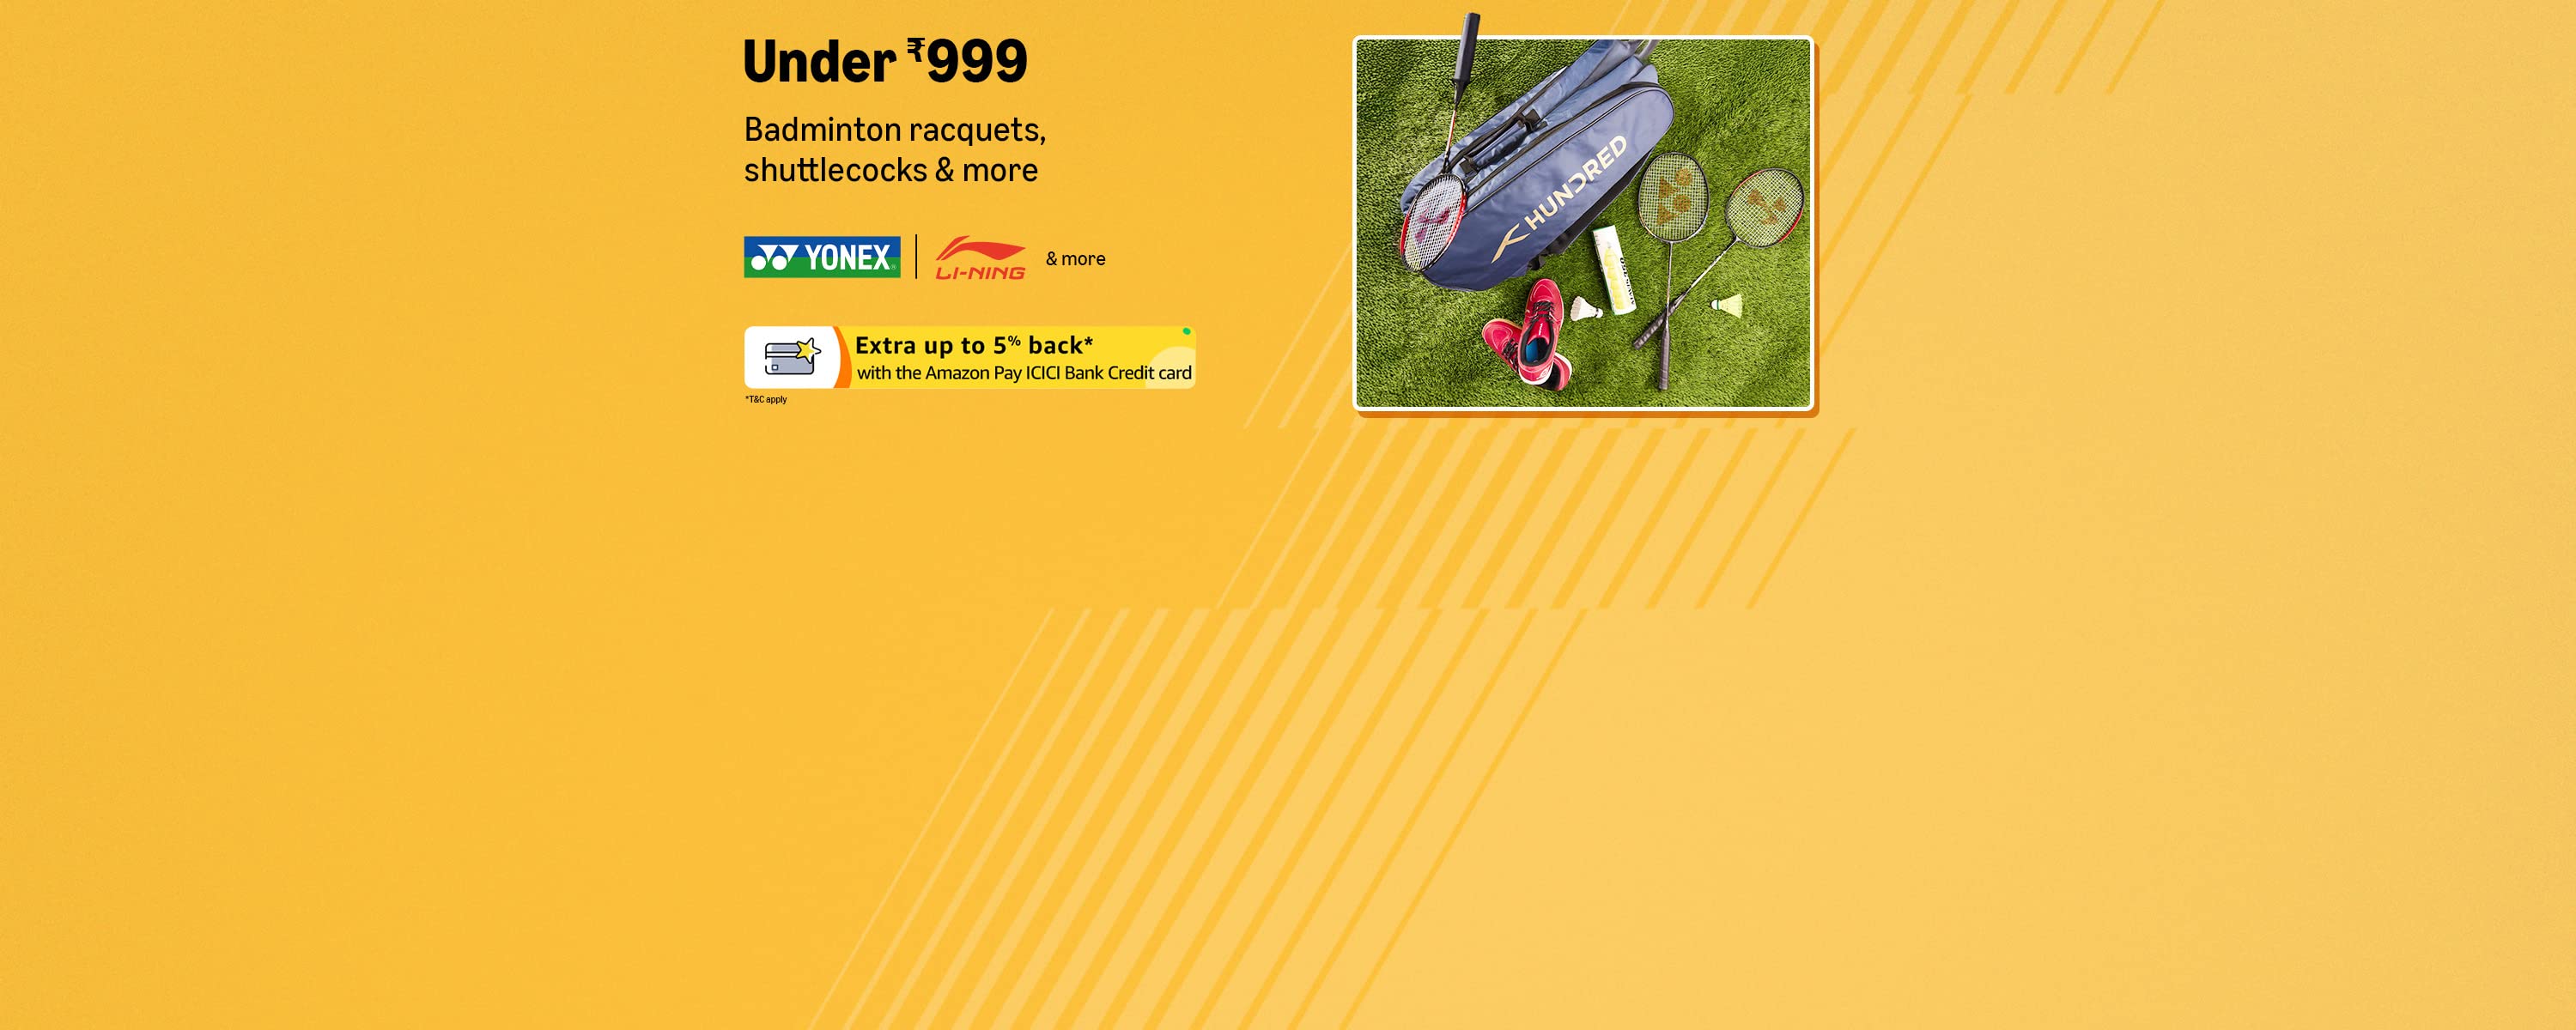 Under ₹999
Badminton racquets,
shuttlecocks & more
YONEX
LI-NING
& more
Extra up to 5% back*
with the Amazon Pay ICICI Bank Credit card
*T&C apply
HUNDRED